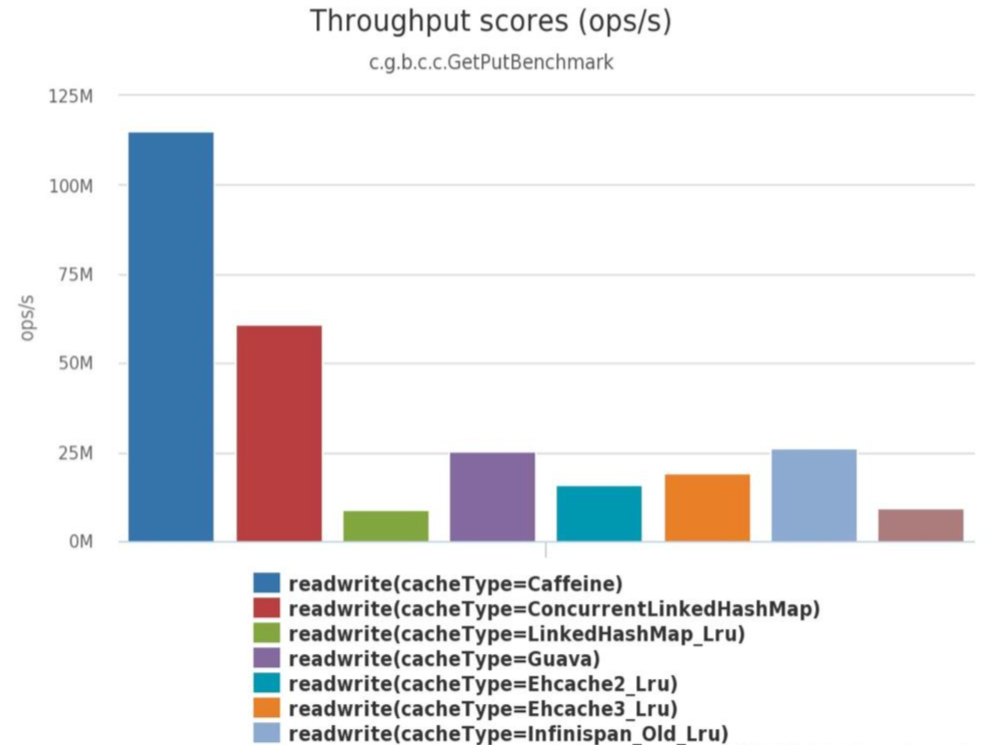 Throughput scores (ops/s)
c.g.b.c.c.GetPutBenchmark
125M
100M
75M
50M
25M
0M
ops/s
readwrite(cacheType=Caffeine)
readwrite(cacheType=ConcurrentLinkedHashMap)
readwrite(cacheType=LinkedHashMap_Lru)
readwrite(cacheType=Guava)
readwrite(cacheType=Ehcache2_Lru)
readwrite(cacheType=Ehcache3_Lru)
readwrite(cacheType=Infinispan_Old_Lru)